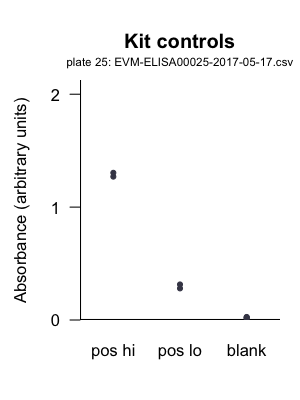 Kit controls
plate 25: EVM-ELISA00025-2017-05-17.csv
Absorbance (arbitrary units)
2
1
0
pos hi pos lo blank